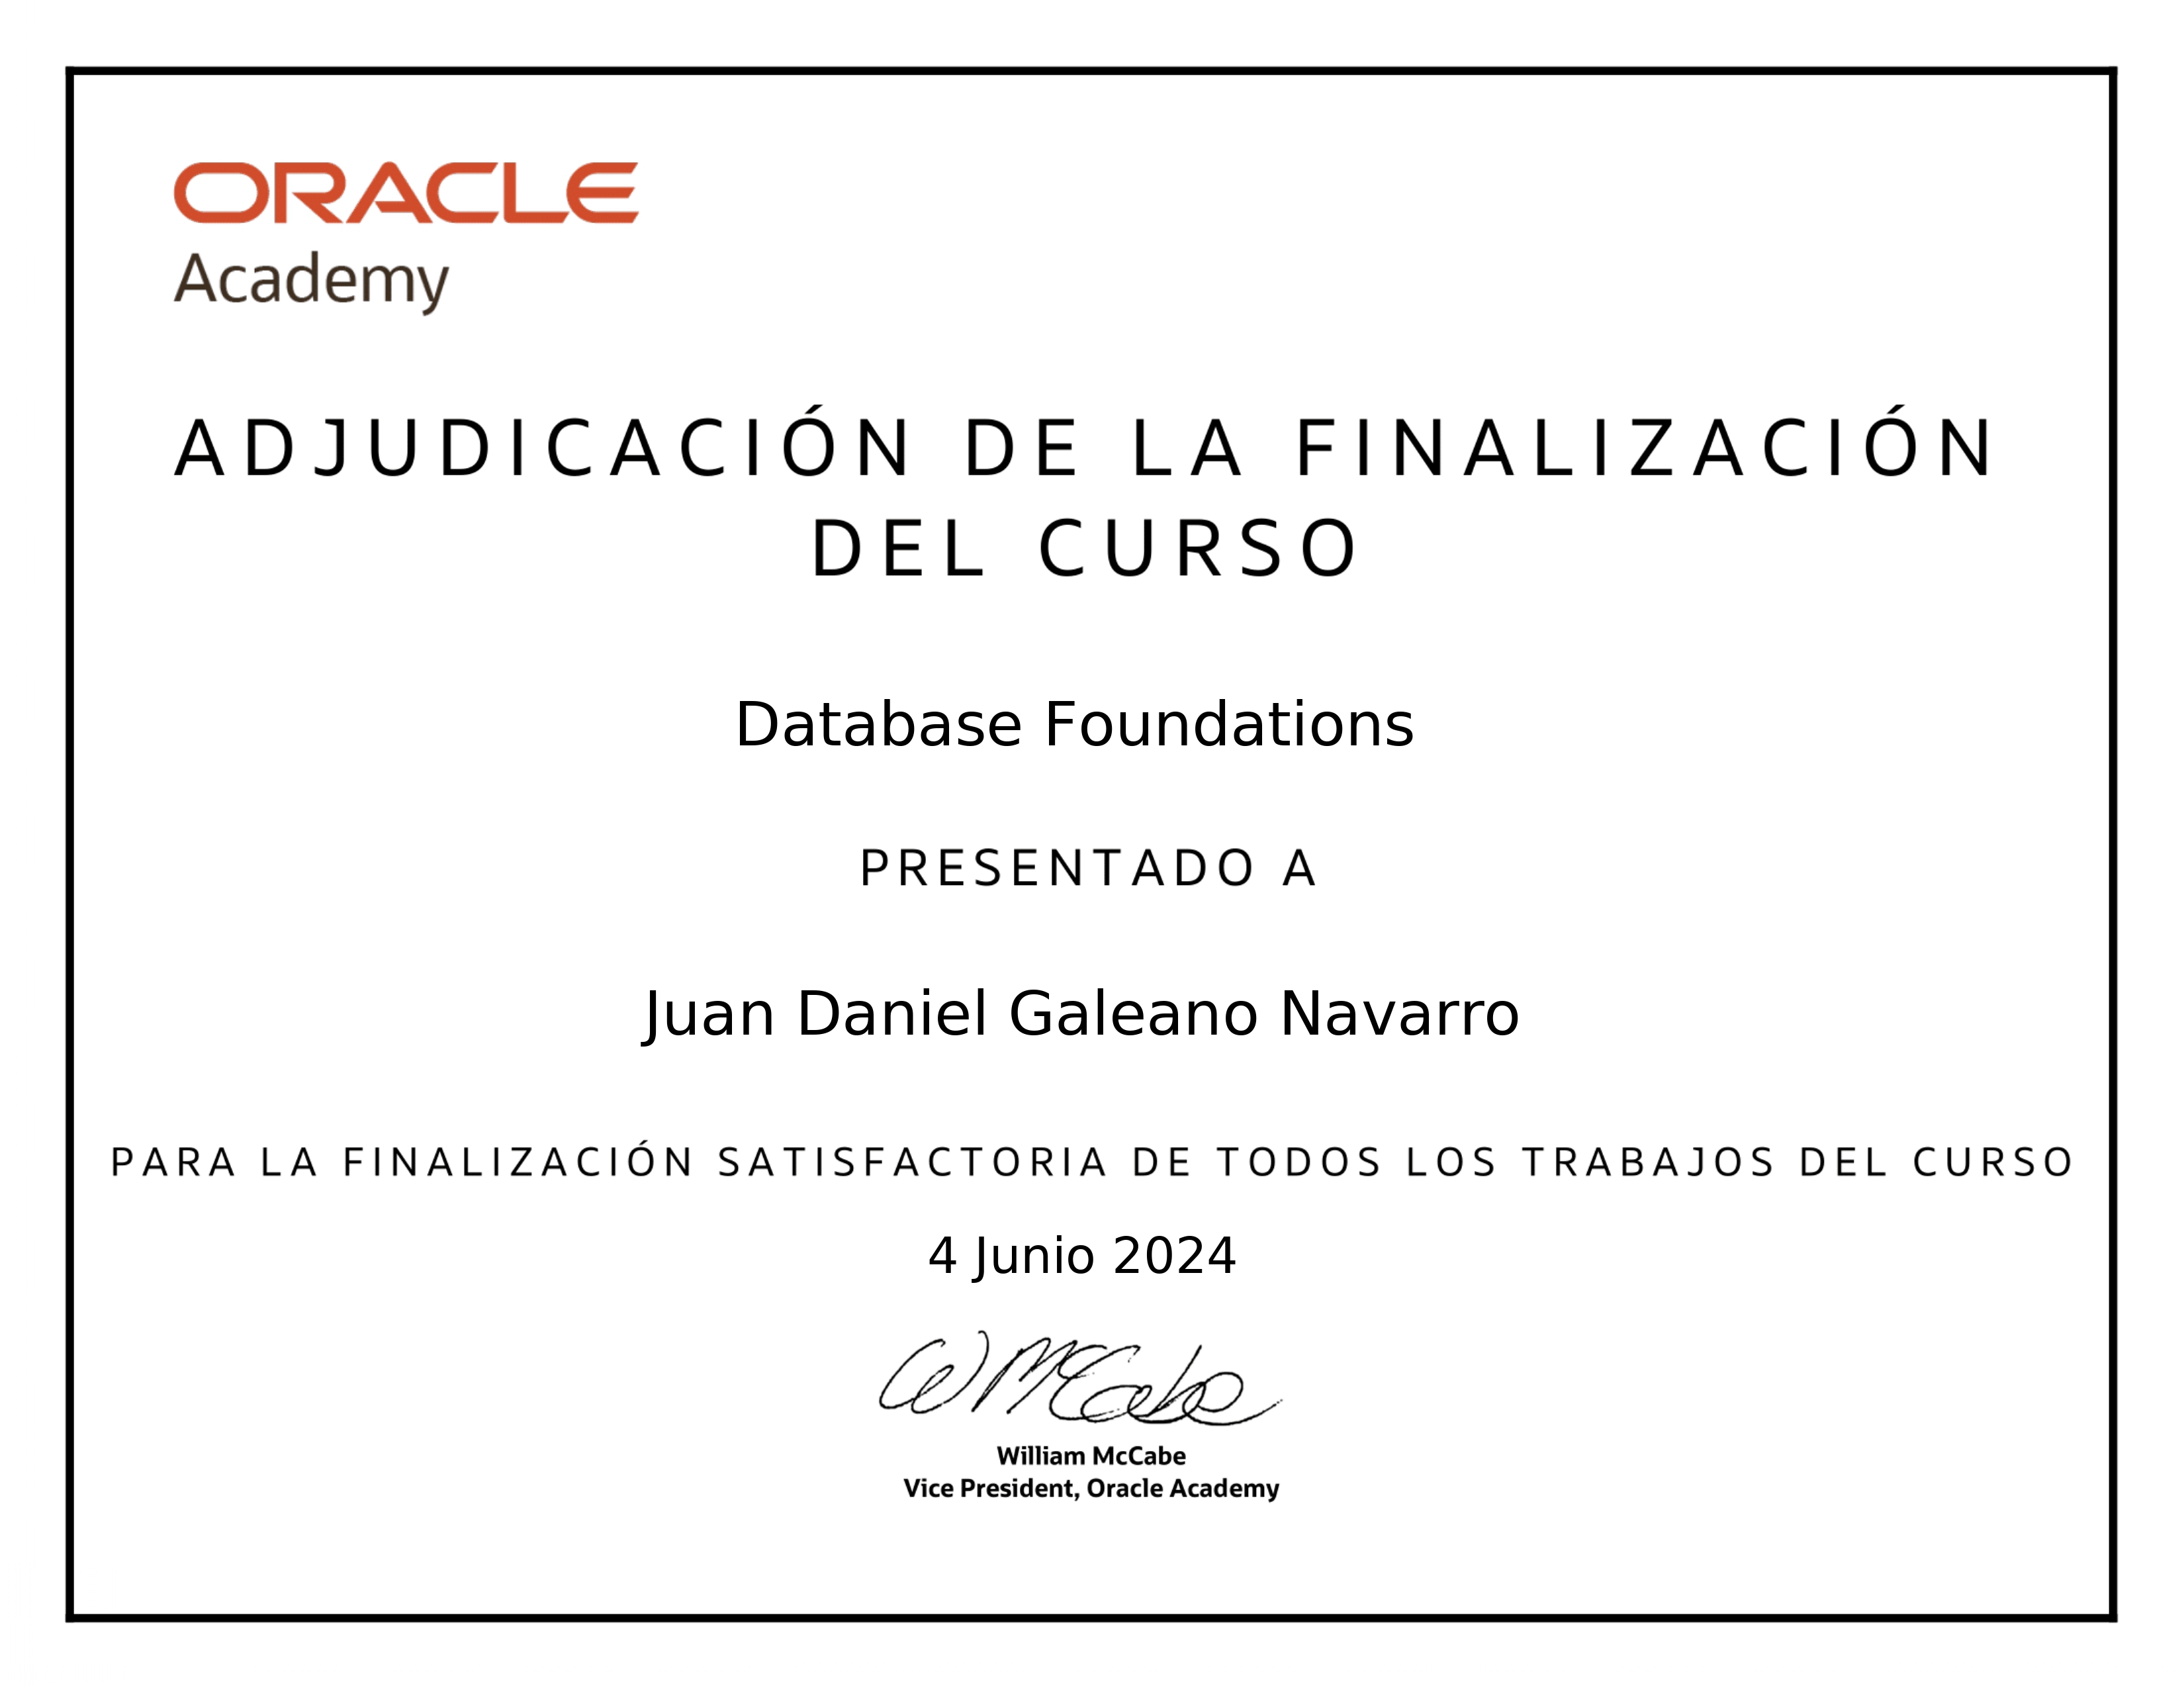 ORACLE
Academy
ADJUDICACIÓN DE LA FINALIZACIÓN
DEL CURSO
Database Foundations
PRESENTADO A
Juan Daniel Galeano Navarro
PARA LA FINALIZACIÓN SATISFACTORIA DE TODOS LOS TRABAJOS DEL CURSO
4 Junio 2024
W McCabe
William McCabe
Vice President, Oracle Academy